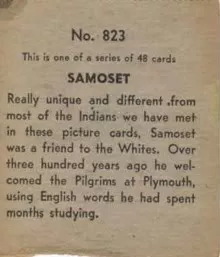 No. 823
This is one of a series of 48 cards
SAMOSET
Really unique and different from
most of the Indians we have met
in these picture cards, Samoset
was a friend to the Whites. Over
three hundred years ago he wel-
comed the Pilgrims at Plymouth,
using English words he had spent
months studying.